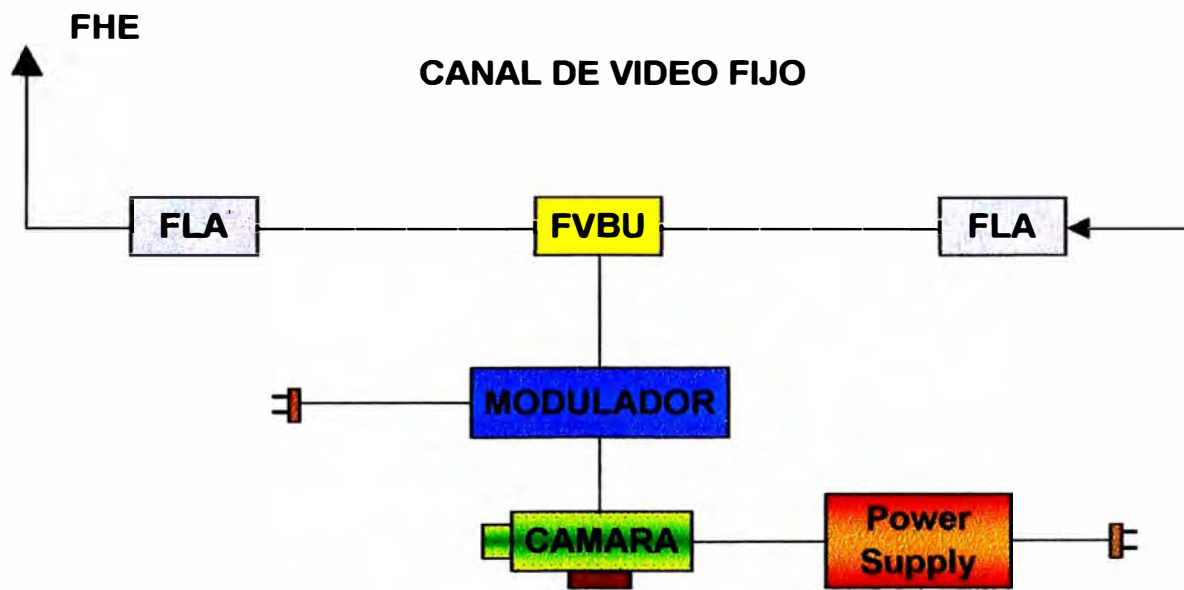 FHE
CANAL DE VIDEO FIJO
FLA
FVBU
FLA
MODULADOR
CAMARA
Power
Supply